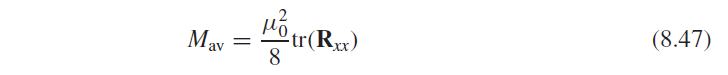 M_av = μ_0^2/8 tr(R_xx) (8.47)